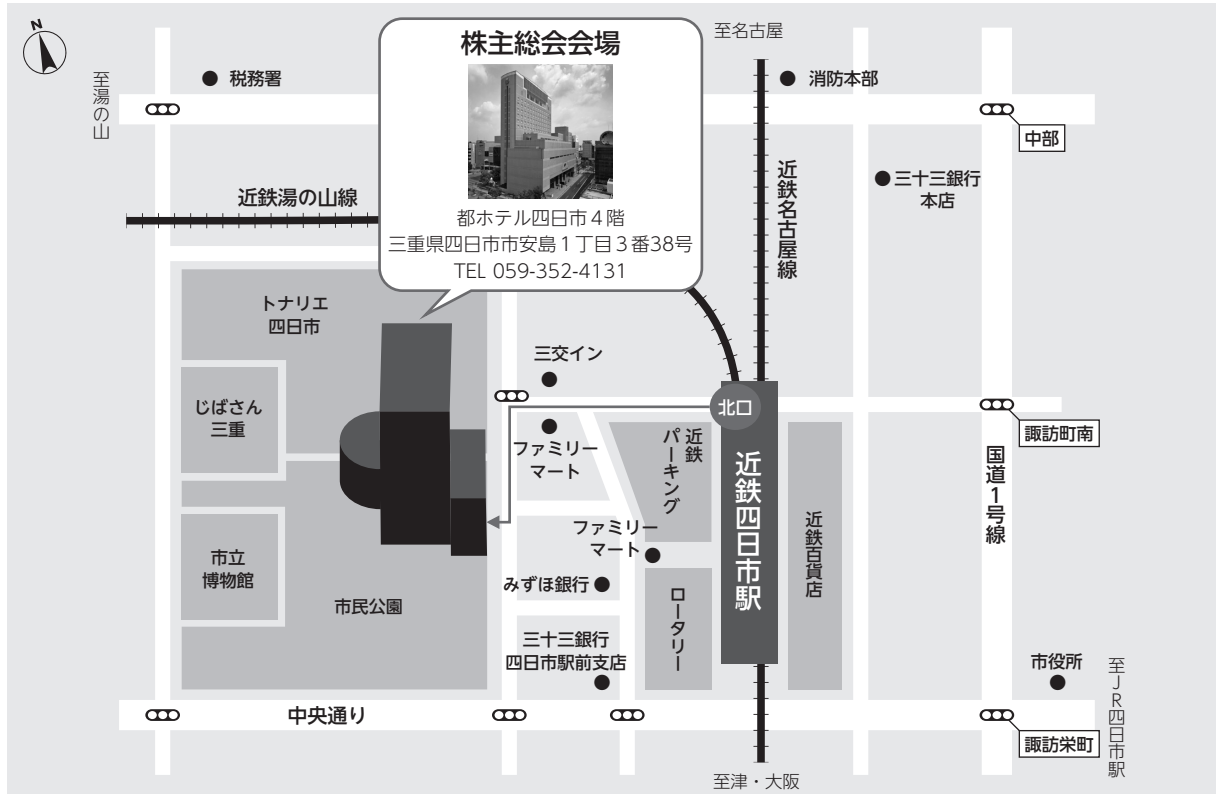 N
至湯の山
税務署
株主総会会場
都ホテル四日市4階
三重県四日市市安島1丁目3番38号
TEL 059-352-4131
至名古屋
消防本部
中部
近鉄湯の山線
近鉄名古屋線
三十三銀行
本店
トナリエ
四日市
三交イン
北口
じばさん
三重
ファミリー
マート
近鉄
パーキング
諏訪町南
国道1号線
近鉄四日市駅
近鉄百貨店
ファミリー
マート
市立
博物館
みずほ銀行
市民公園
ロータリー
三十三銀行
四日市駅前支店
市役所
至JR四日市駅
中央通り
諏訪栄町
至津・大阪